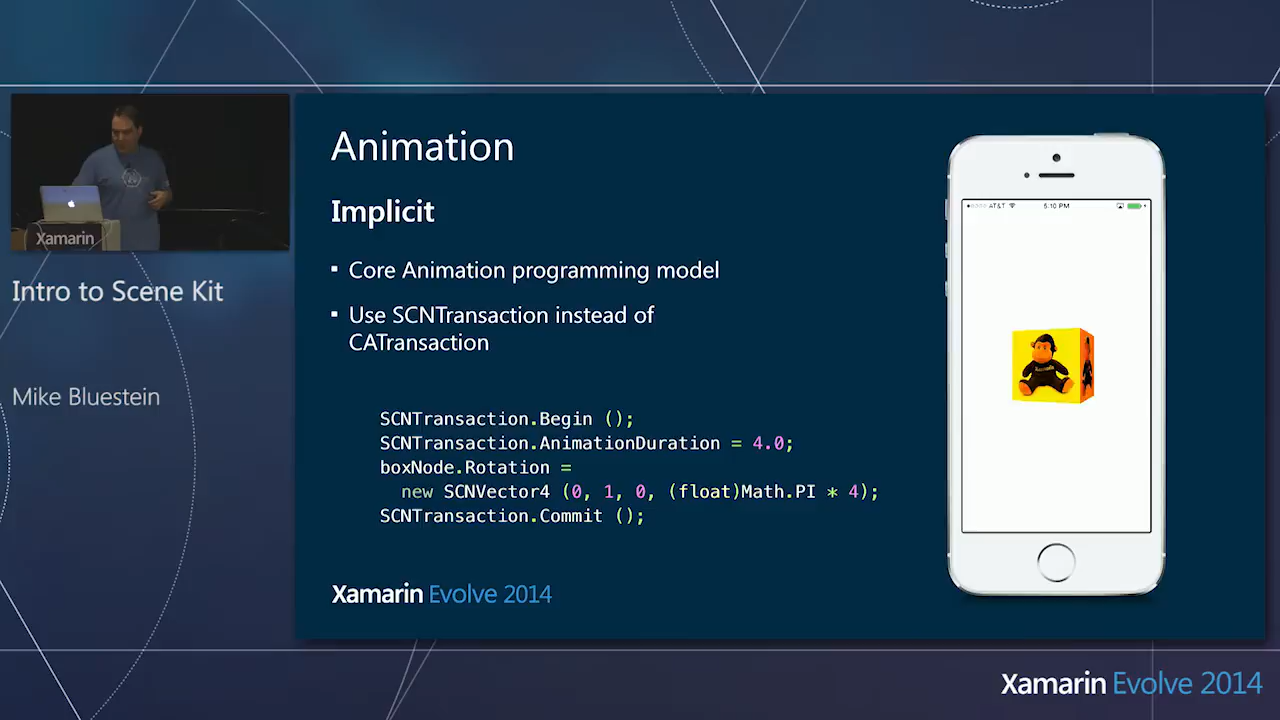 Animation
Implicit
▪ Core Animation programming model
▪ Use SCNTransaction instead of
CATransaction
SCNTransaction.Begin ();
SCNTransaction.AnimationDuration = 4.0;
boxNode.Rotation =
new SCNVector4 (0, 1, 0, (float)Math.PI * 4);
SCNTransaction.Commit ();
Xamarin Evolve 2014
AT&T 5:10 PM
Xamarin
Intro to Scene Kit
Mike Bluestein
Xamarin Evolve 2014